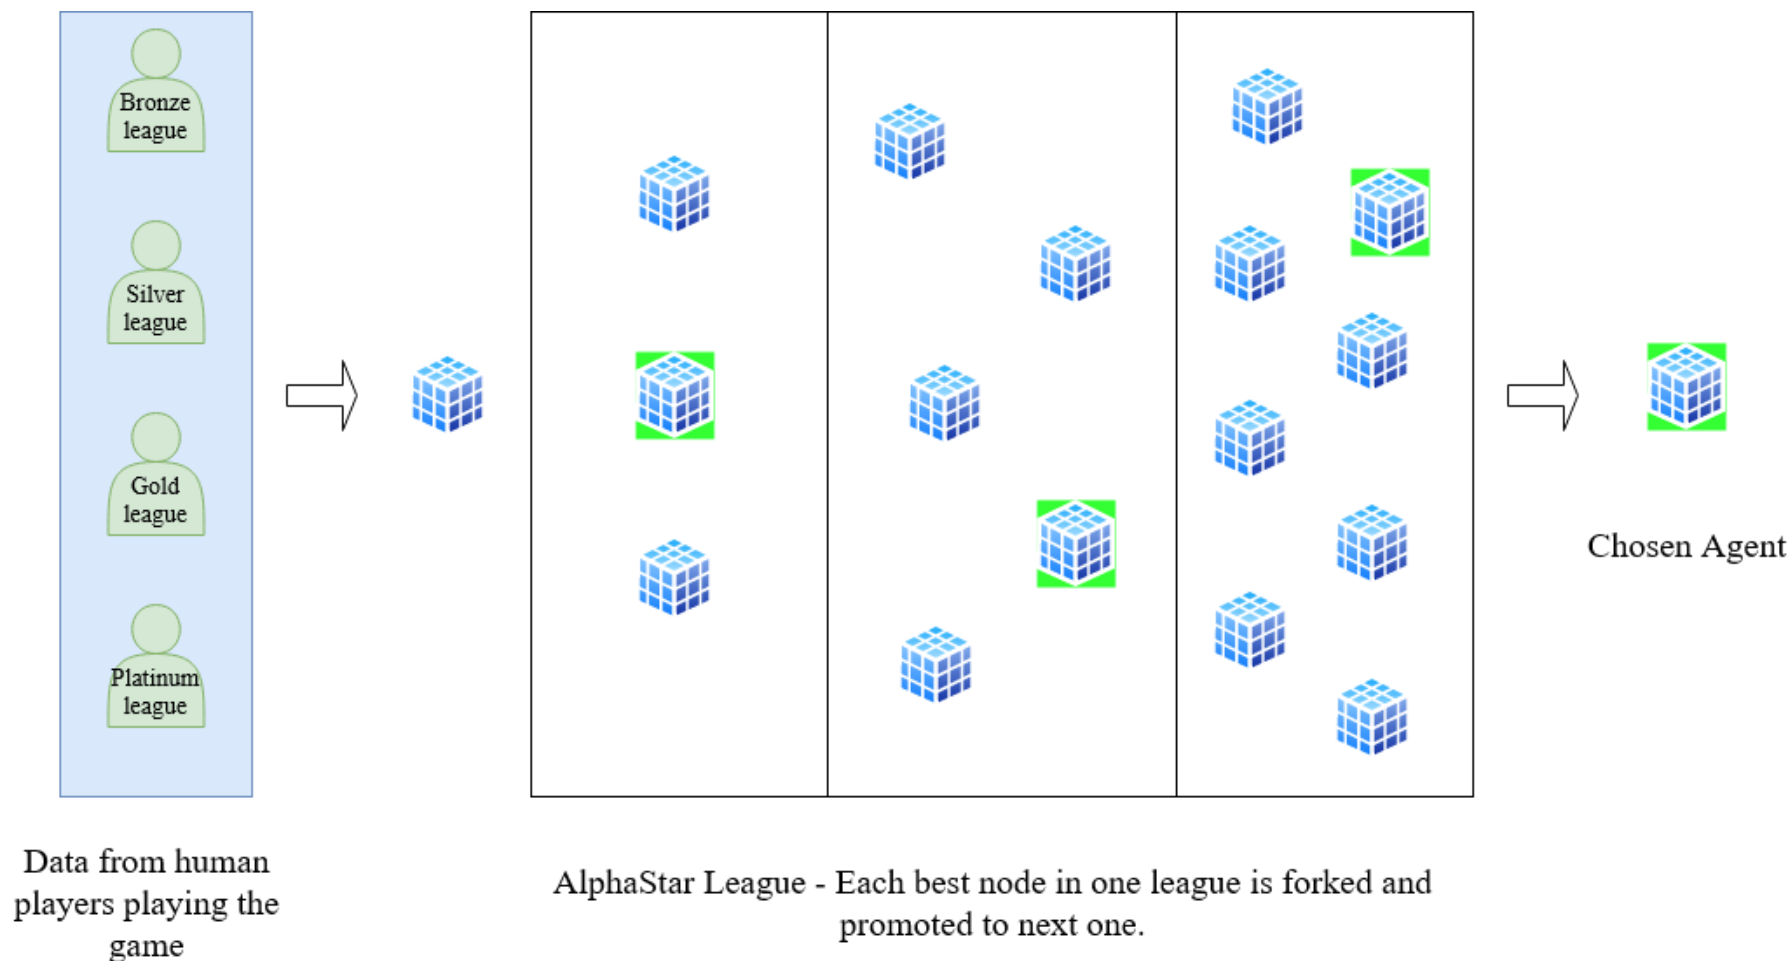 Bronze
league
Silver
league
Gold
league
Platinum
league
Data from human
players playing the
game
AlphaStar League - Each best node in one league is forked and
promoted to next one.
Chosen Agent